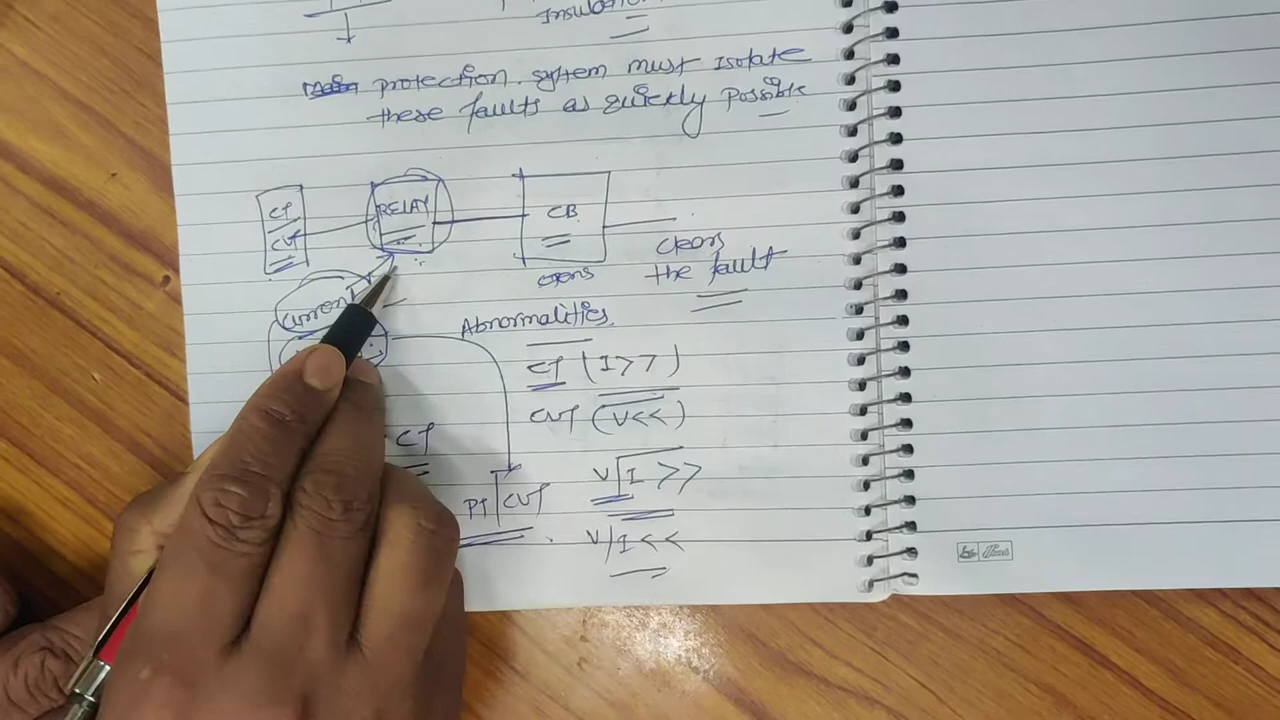 protection system must Isolate
these faults as quickly possible
CT
CVT
RELAY
CB
opens
clears
the fault
current
Abnormalities
CT (I>>)
CVT (V<<)
CT
V/I >>
PT/CVT
V/I <<